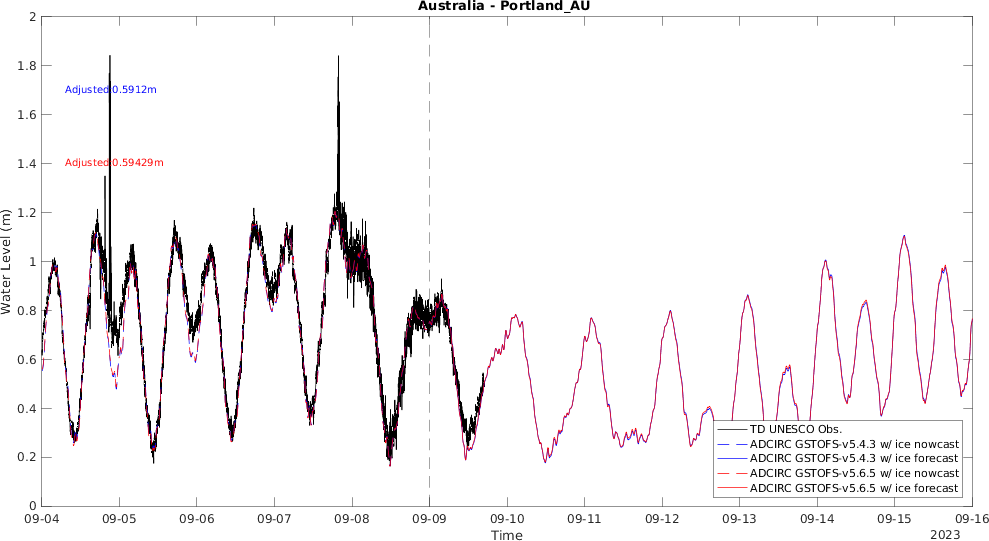 Australia - Portland_AU
2
1.8
1.6
1.4
1.2
1
0.8
0.6
0.4
0.2
0
Water Level (m)
Adjusted 0.5912m
Adjusted 0.59429m
TD UNESCO Obs.
ADCIRC GSTOFS-v5.4.3 w/ ice nowcast
ADCIRC GSTOFS-v5.4.3 w/ ice forecast
ADCIRC GSTOFS-v5.6.5 w/ ice nowcast
ADCIRC GSTOFS-v5.6.5 w/ ice forecast
09-04 09-05 09-06 09-07 09-08 09-09 09-10 09-11 09-12 09-13 09-14 09-15 09-16
Time
2023